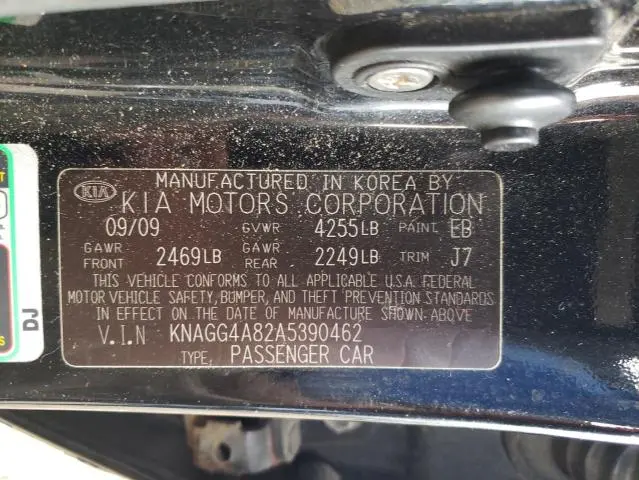 MANUFACTURED IN KOREA BY
KIA KIA MOTORS CORPORATION
09/09 GVWR 4255LB PAINT EB
GAWR FRONT 2469LB GAWR REAR 2249LB TRIM J7
THIS VEHICLE CONFORMS TO ALL APPLICABLE U.S.A. FEDERAL
MOTOR VEHICLE SAFETY, BUMPER, AND THEFT PREVENTION STANDARDS
IN EFFECT ON THE DATE OF MANUFACTURE SHOWN ABOVE
V.I.N KNAGG4A82A5390462
TYPE: PASSENGER CAR
DJ